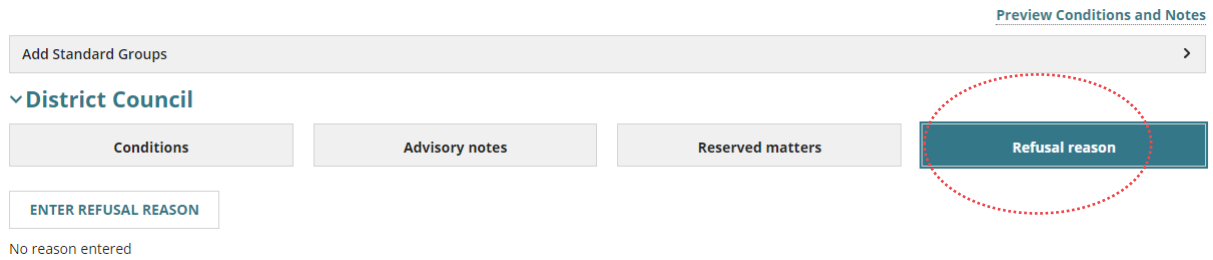 Preview Conditions and Notes
Add Standard Groups
District Council
Conditions
Advisory notes
Reserved matters
Refusal reason
ENTER REFUSAL REASON
No reason entered